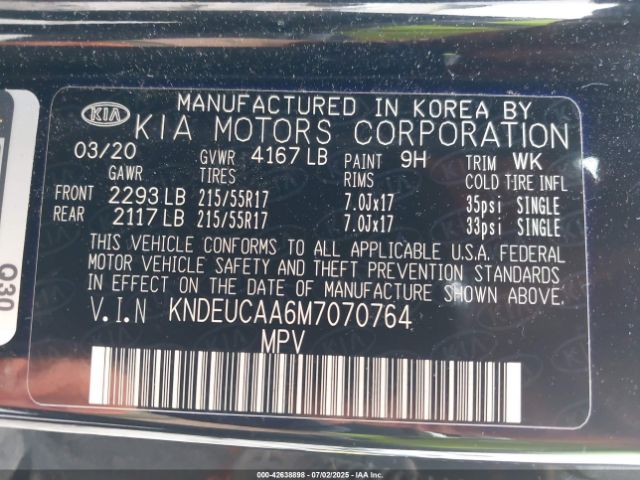 MANUFACTURED IN KOREA BY
KIA KIA MOTORS CORPORATION
03/20 GVWR 4167 LB PAINT 9H TRIM WK
GAWR TIRES RIMS COLD TIRE INFL
FRONT 2293 LB 215/55R17 7.0Jx17 35psi SINGLE
REAR 2117 LB 215/55R17 7.0Jx17 33psi SINGLE
THIS VEHICLE CONFORMS TO ALL APPLICABLE U.S.A. FEDERAL
MOTOR VEHICLE SAFETY AND THEFT PREVENTION STANDARDS
IN EFFECT ON THE DATE OF MANUFACTURE SHOWN ABOVE
V.I.N KNDEUCAA6M7070764
MPV
Q30
000-42638898 - 07/02/2025 - IAAI.COM